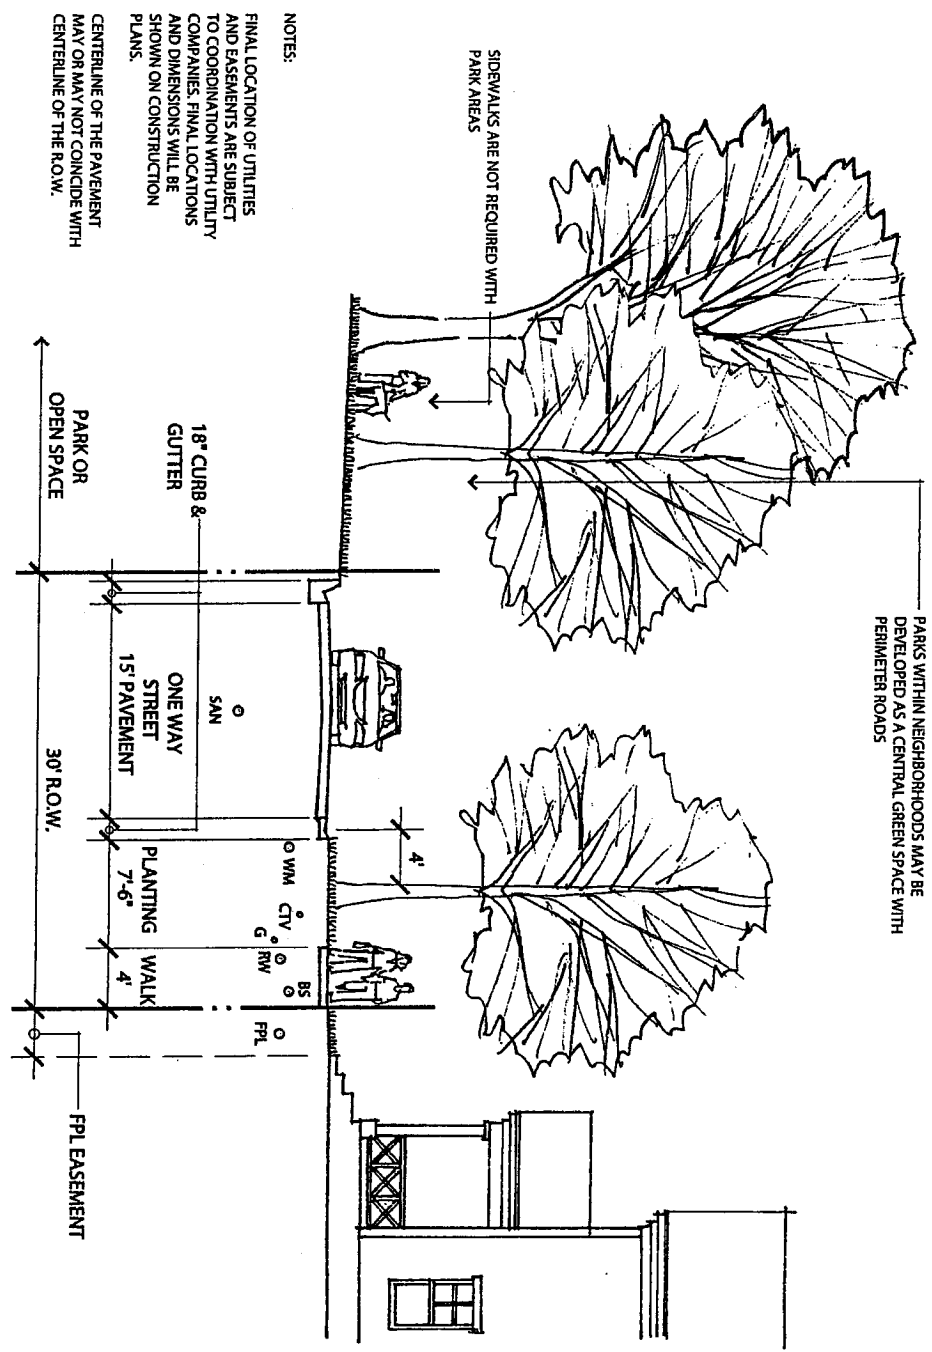 PARKS WITHIN NEIGHBORHOODS MAY BE
DEVELOPED AS A CENTRAL GREEN SPACE WITH
PERIMETER ROADS
SIDEWALKS ARE NOT REQUIRED WITH
PARK AREAS
4'
NOTES:
FINAL LOCATION OF UTILITIES
AND EASEMENTS ARE SUBJECT
TO COORDINATION WITH UTILITY
COMPANIES. FINAL LOCATIONS
AND DIMENSIONS WILL BE
SHOWN ON CONSTRUCTION
PLANS.
CENTERLINE OF THE PAVEMENT
MAY OR MAY NOT COINCIDE WITH
CENTERLINE OF THE R.O.W.
WM
CTV
G
RW
BS
FPL
SAN
18" CURB &
GUTTER
ONE WAY
STREET
15' PAVEMENT
PLANTING
7'-6"
WALK
4'
PARK OR
OPEN SPACE
30' R.O.W.
FPL EASEMENT